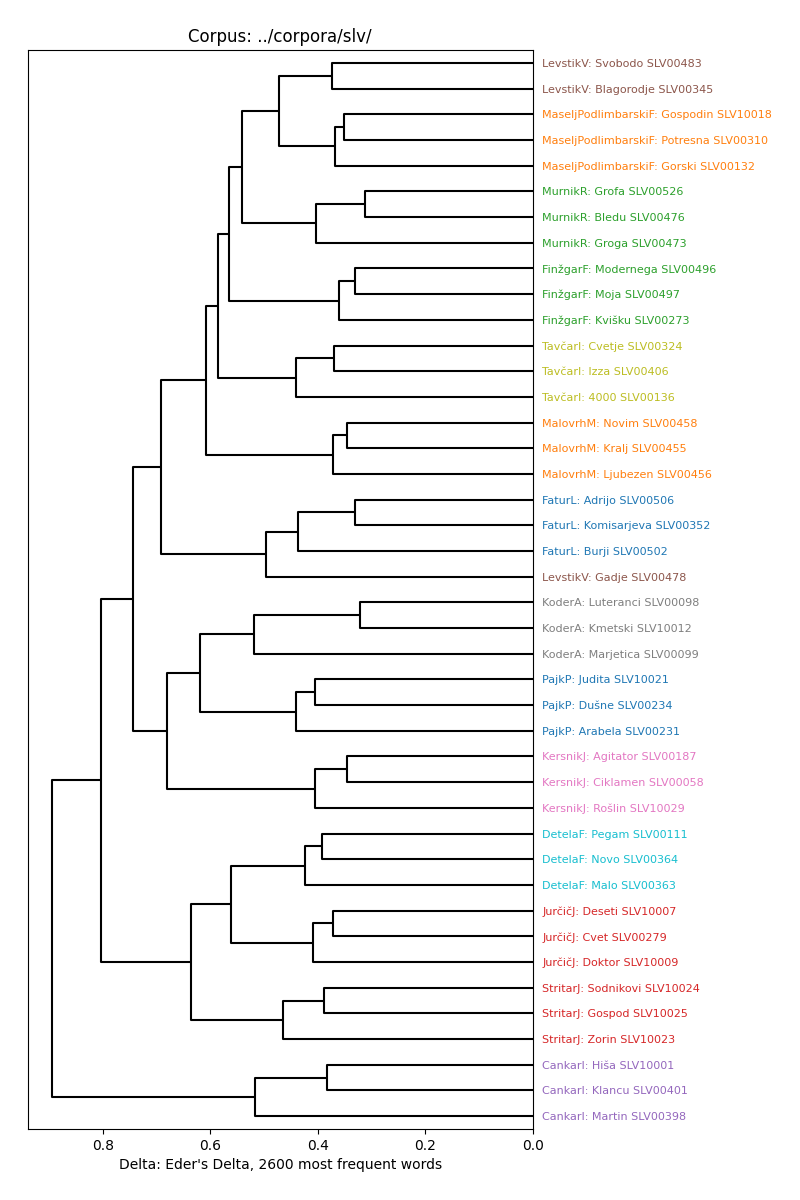 Corpus: ../corpora/slv/
LevstikV: Svobodo SLV00483
LevstikV: Blagorodje SLV00345
MaseljPodlimbarskiF: Gospodin SLV10018
MaseljPodlimbarskiF: Potresna SLV00310
MaseljPodlimbarskiF: Gorski SLV00132
MurnikR: Grofa SLV00526
MurnikR: Bledu SLV00476
MurnikR: Groga SLV00473
FinžgarF: Modernega SLV00496
FinžgarF: Moja SLV00497
FinžgarF: Kvišku SLV00273
TavčarI: Cvetje SLV00324
TavčarI: Izza SLV00406
TavčarI: 4000 SLV00136
MalovrhM: Novim SLV00458
MalovrhM: Kralj SLV00455
MalovrhM: Ljubezen SLV00456
FaturL: Adrijo SLV00506
FaturL: Komisarjeva SLV00352
FaturL: Burji SLV00502
LevstikV: Gadje SLV00478
KoderA: Luteranci SLV00098
KoderA: Kmetski SLV10012
KoderA: Marjetica SLV00099
PajkP: Judita SLV10021
PajkP: Dušne SLV00234
PajkP: Arabela SLV00231
KersnikJ: Agitator SLV00187
KersnikJ: Ciklamen SLV00058
KersnikJ: Rošlin SLV10029
DetelaF: Pegam SLV00111
DetelaF: Novo SLV00364
DetelaF: Malo SLV00363
JurčičJ: Deseti SLV10007
JurčičJ: Cvet SLV00279
JurčičJ: Doktor SLV10009
StritarJ: Sodnikovi SLV10024
StritarJ: Gospod SLV10025
StritarJ: Zorin SLV10023
CankarI: Hiša SLV10001
CankarI: Klancu SLV00401
CankarI: Martin SLV00398
0.8 0.6 0.4 0.2 0.0
Delta: Eder's Delta, 2600 most frequent words